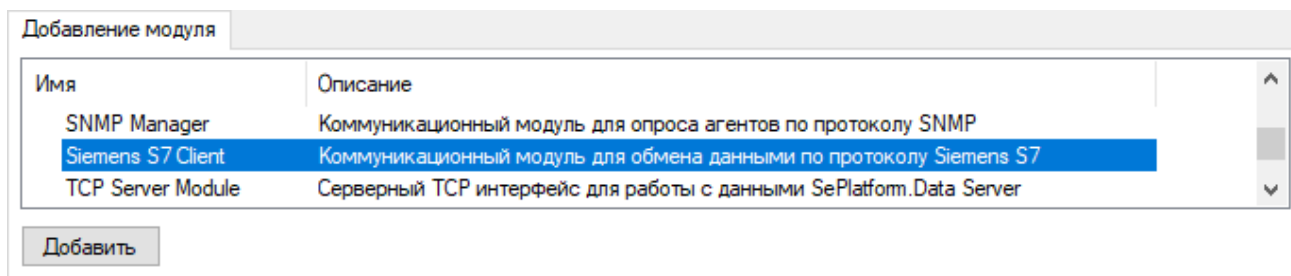 Добавление модуля
Имя Описание
SNMP Manager Коммуникационный модуль для опроса агентов по протоколу SNMP
Siemens S7 Client Коммуникационный модуль для обмена данными по протоколу Siemens S7
TCP Server Module Серверный TCP интерфейс для работы с данными SePlatform.Data Server
Добавить